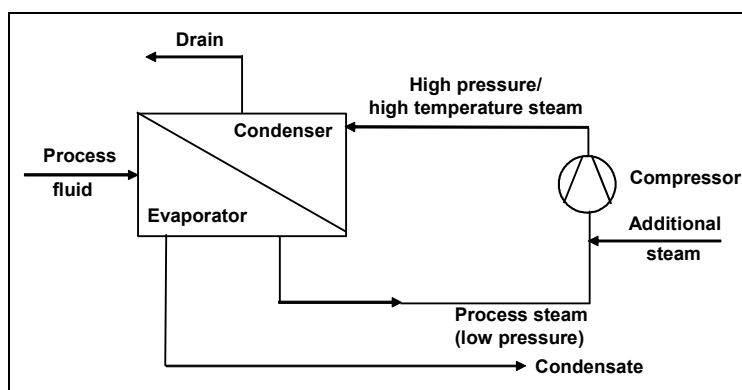 Drain
High pressure/
high temperature steam
Condenser
Process
fluid
Compressor
Evaporator
Additional
steam
Process steam
(low pressure)
Condensate